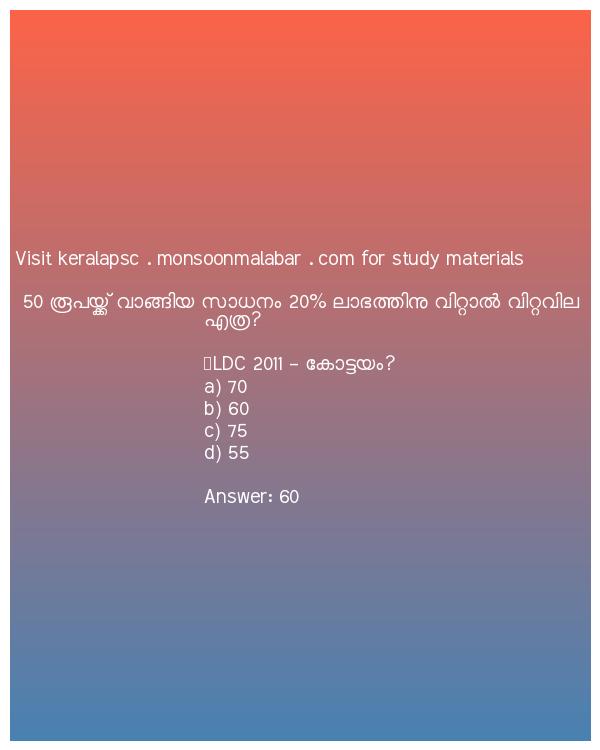 Visit keralapsc . monsoonmalabar . com for study materials
50 രൂപയ്ക്ക് വാങ്ങിയ സാധനം 20% ലാഭത്തിനു വിറ്റാൽ വിറ്റവില
എത്ര?
LDC 2011 – കോട്ടയം?
a) 70
b) 60
c) 75
d) 55
Answer: 60